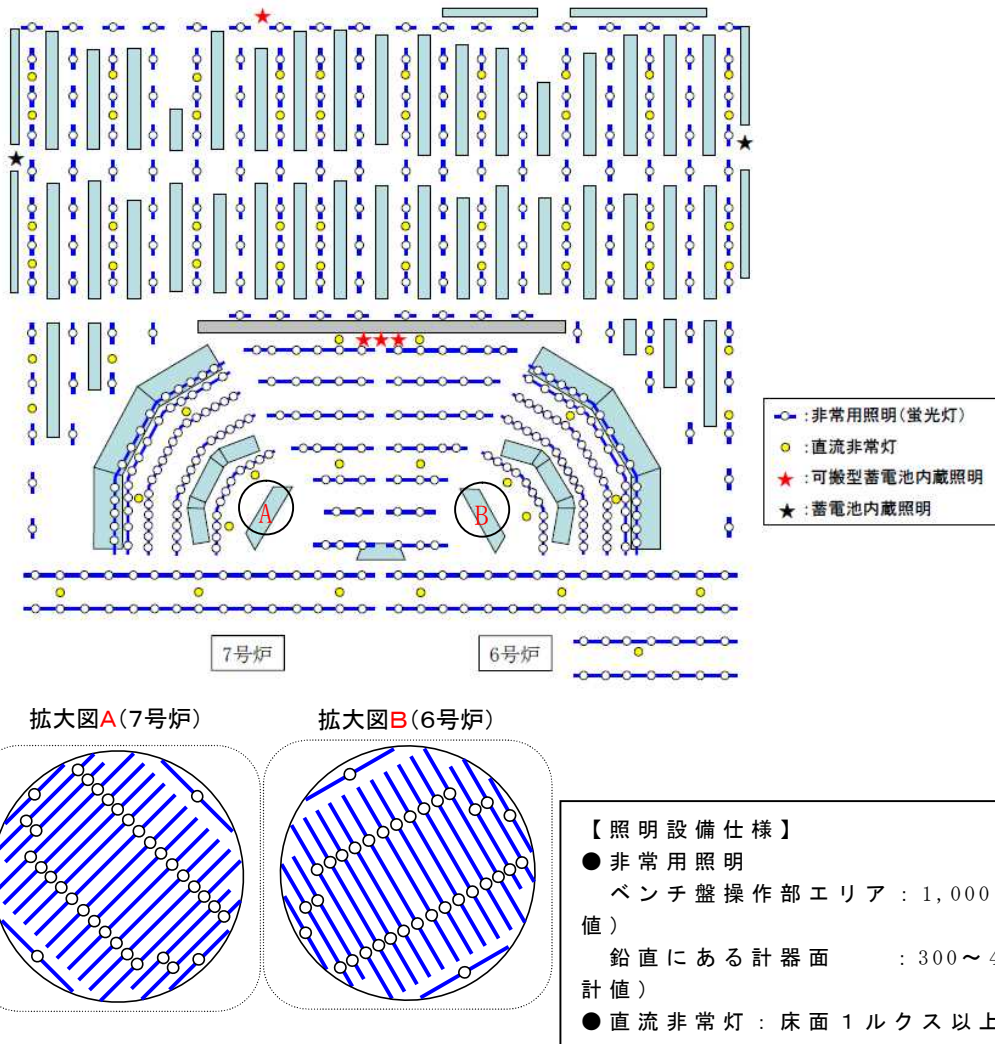 :非常用照明(蛍光灯)
:直流非常灯
:可搬型蓄電池内蔵照明
:蓄電池内蔵照明
A
B
7号炉
6号炉
拡大図A(7号炉)
拡大図B(6号炉)
【照明設備仕様】
●非常用照明
ベンチ盤操作部エリア:1,000
値)
鉛直にある計器面 :300~4
計値)
●直流非常灯:床面1ルクス以上